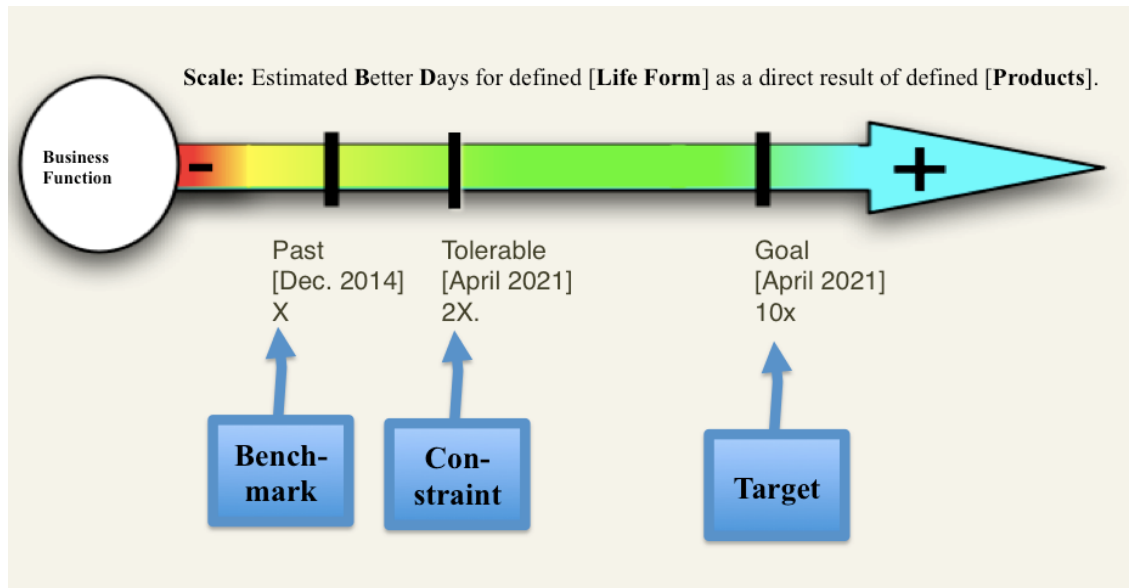 Scale: Estimated Better Days for defined [Life Form] as a direct result of defined [Products].
Business
Function
-
+
Past
[Dec. 2014]
X
Tolerable
[April 2021]
2X.
Goal
[April 2021]
10x
Bench-
mark
Con-
straint
Target